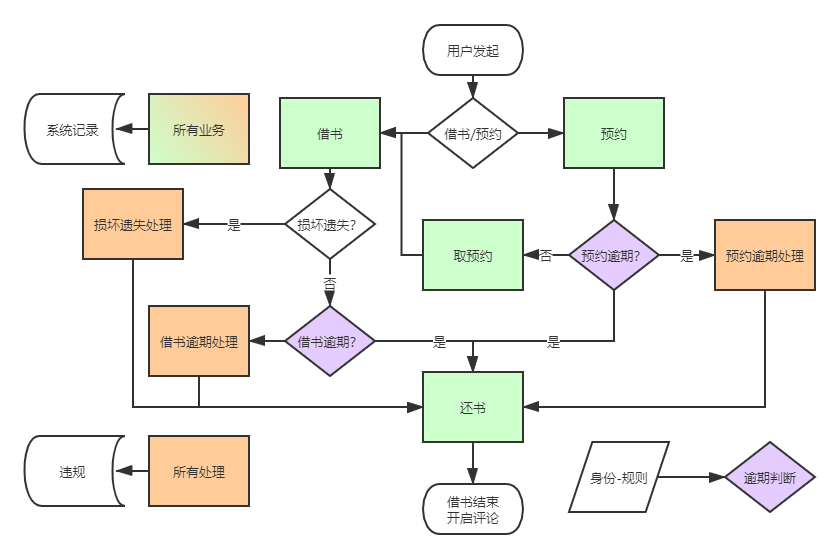 用户发起
系统记录
所有业务
借书
借书/预约
预约
损坏遗失处理
是
损坏遗失?
取预约
否
预约逾期?
是
预约逾期处理
否
借书逾期处理
借书逾期?
是
是
还书
违规
所有处理
借书结束
开启评论
身份-规则
逾期判断